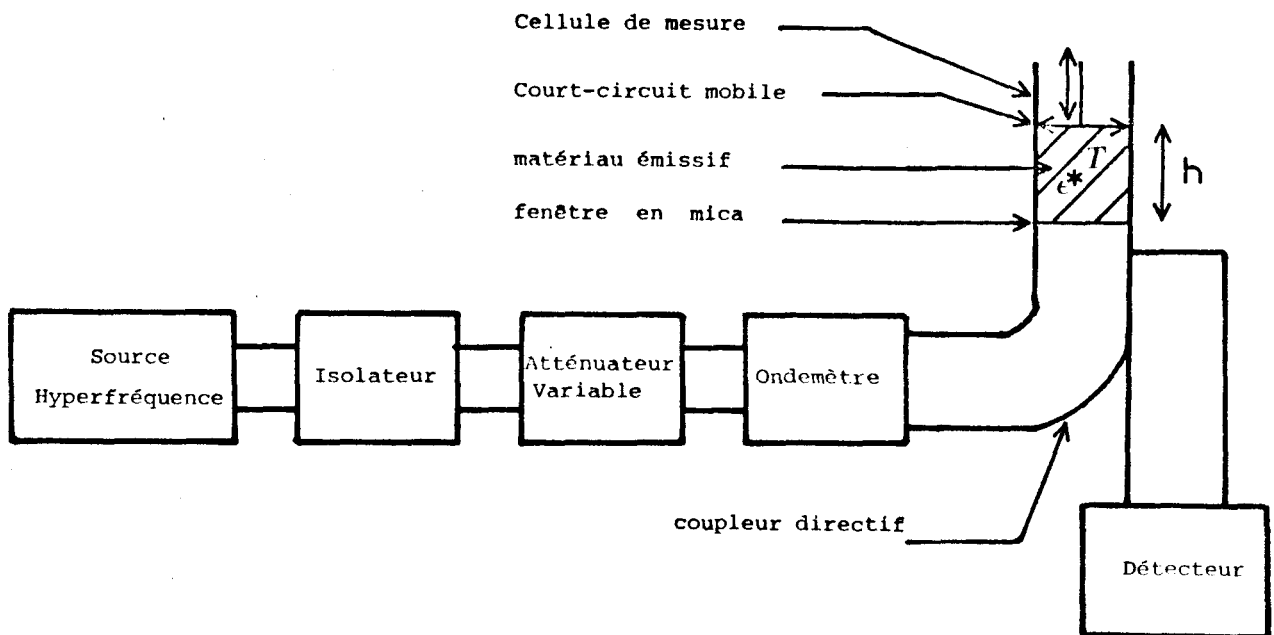 Cellule de mesure
Court-circuit mobile
matériau émissif
fenêtre en mica
ϵ* T
h
Source
Hyperfréquence
Isolateur
Atténuateur
Variable
Ondemètre
coupleur directif
Détecteur